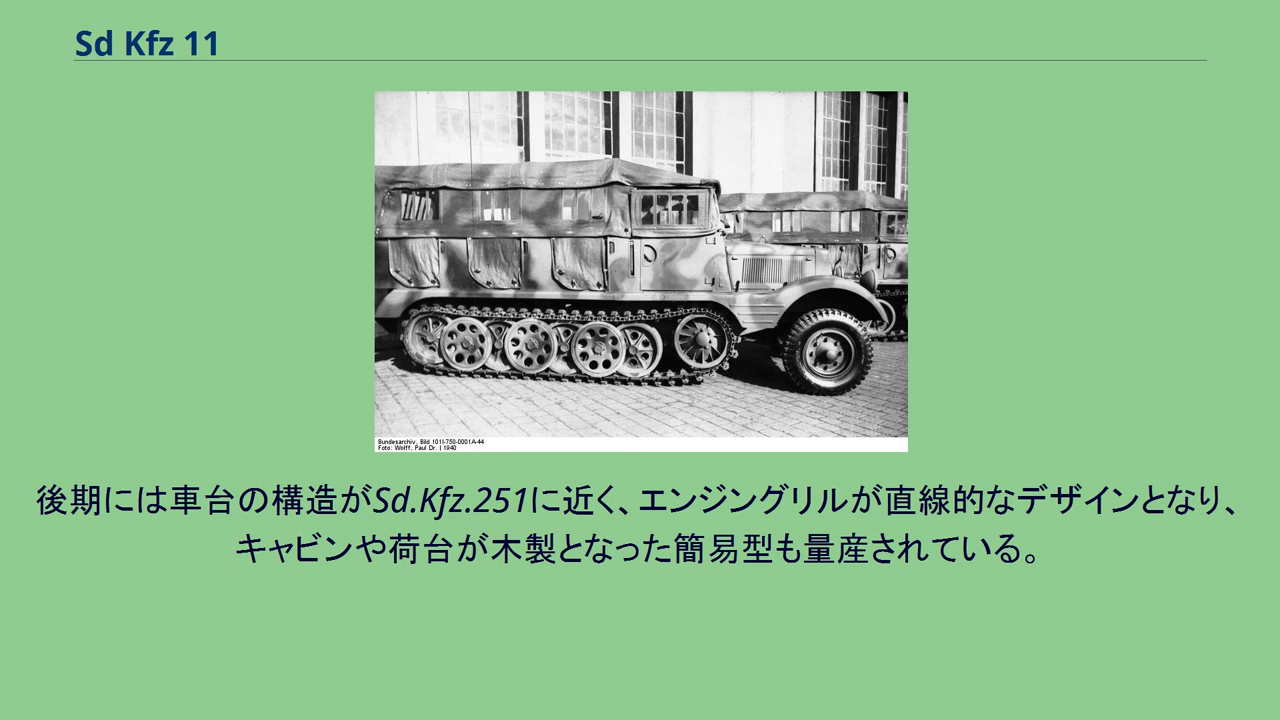 Sd Kfz 11
Bundesarchiv, Bild 101I-750-0001A-44
Foto: Wolff, Paul Dr. | 1940
後期には車台の構造がSd.Kfz.251に近く、エンジングリルが直線的なデザインとなり、
キャビンや荷台が木製となった簡易型も量産されている。